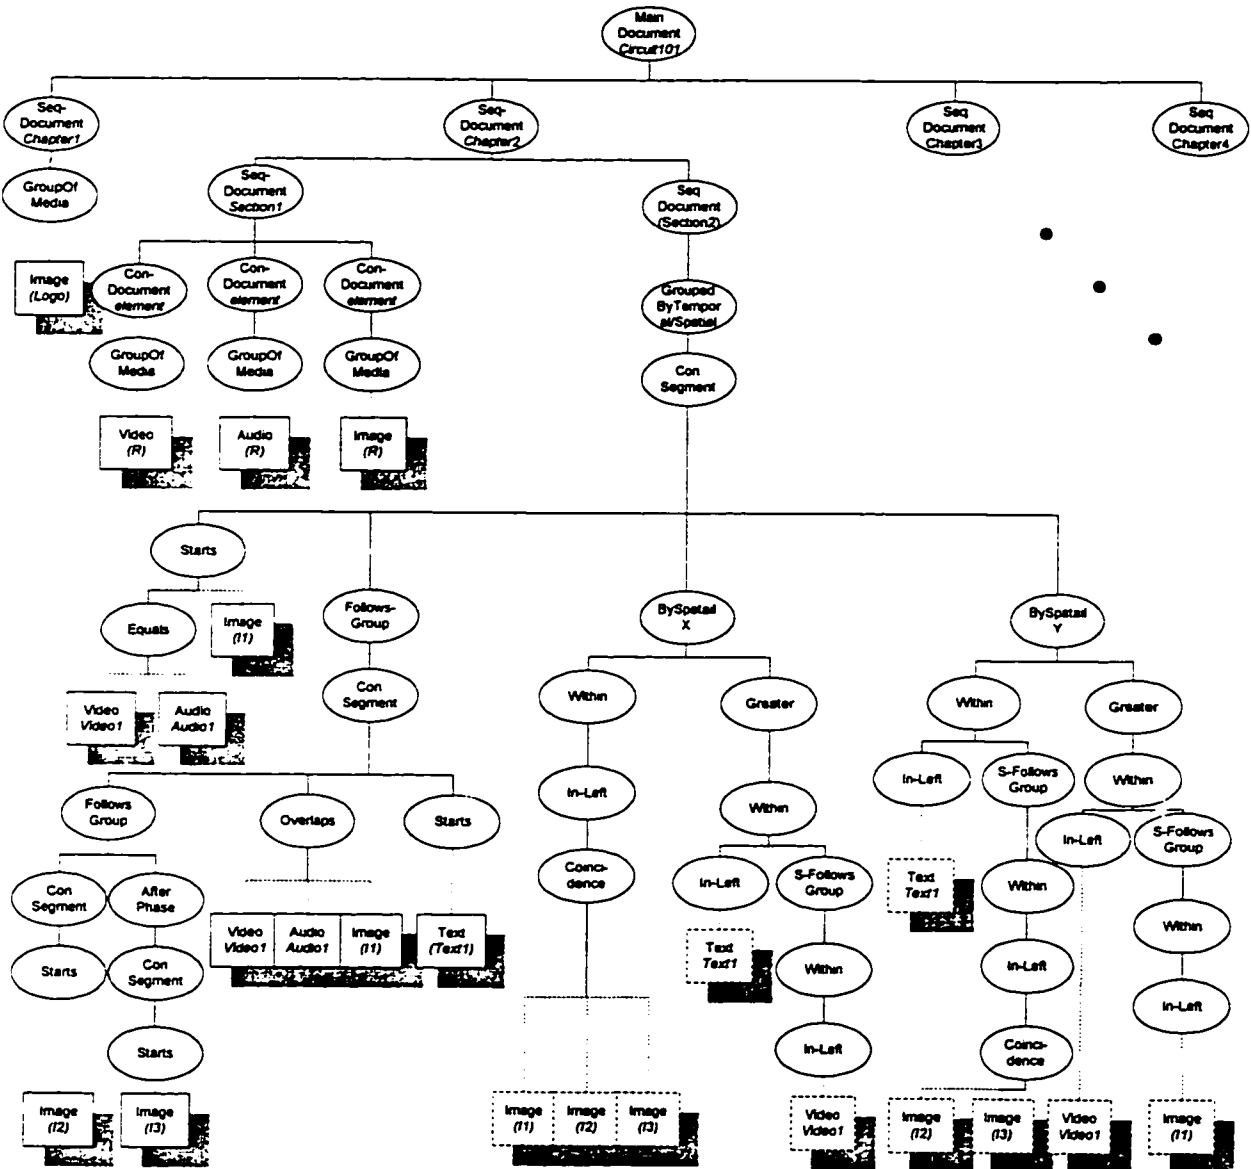 Main
Document
Circuit101
Seq-
Document
Chapter1
Seq-
Document
Chapter2
Seq
Document
Chapter3
Seq
Document
Chapter4
GroupOf
Media
Seq-
Document
Section1
Seq
Document
(Section2)
Image
(Logo)
Con-
Document
element
Con-
Document
element
Con-
Document
element
Grouped
ByTempor
al/Spatial
GroupOf
Media
GroupOf
Media
GroupOf
Media
Con
Segment
Video
(R)
Audio
(R)
Image
(R)
Starts
Equals
Image
(I1)
Follows-
Group
BySpatail
X
BySpatail
Y
Video
Video1
Audio
Audio1
Con
Segment
Within
Greater
Within
Greater
Follows
Group
Overlaps
Starts
In-Left
Within
In-Left
S-Follows
Group
Within
In-Left
S-Follows
Group
Con
Segment
After
Phase
Coinci-
dence
In-Left
S-Follows
Group
Text
Text1
Within
Within
Video
Video1
Audio
Audio1
Image
(I1)
Text
(Text1)
Text
Text1
Starts
Con
Segment
Within
In-Left
In-Left
Starts
In-Left
Coinci-
dence
Image
(I2)
Image
(I3)
Image
(I1)
Image
(I2)
Image
(I3)
Video
Video1
Image
(I2)
Image
(I3)
Video
Video1
Image
(I1)